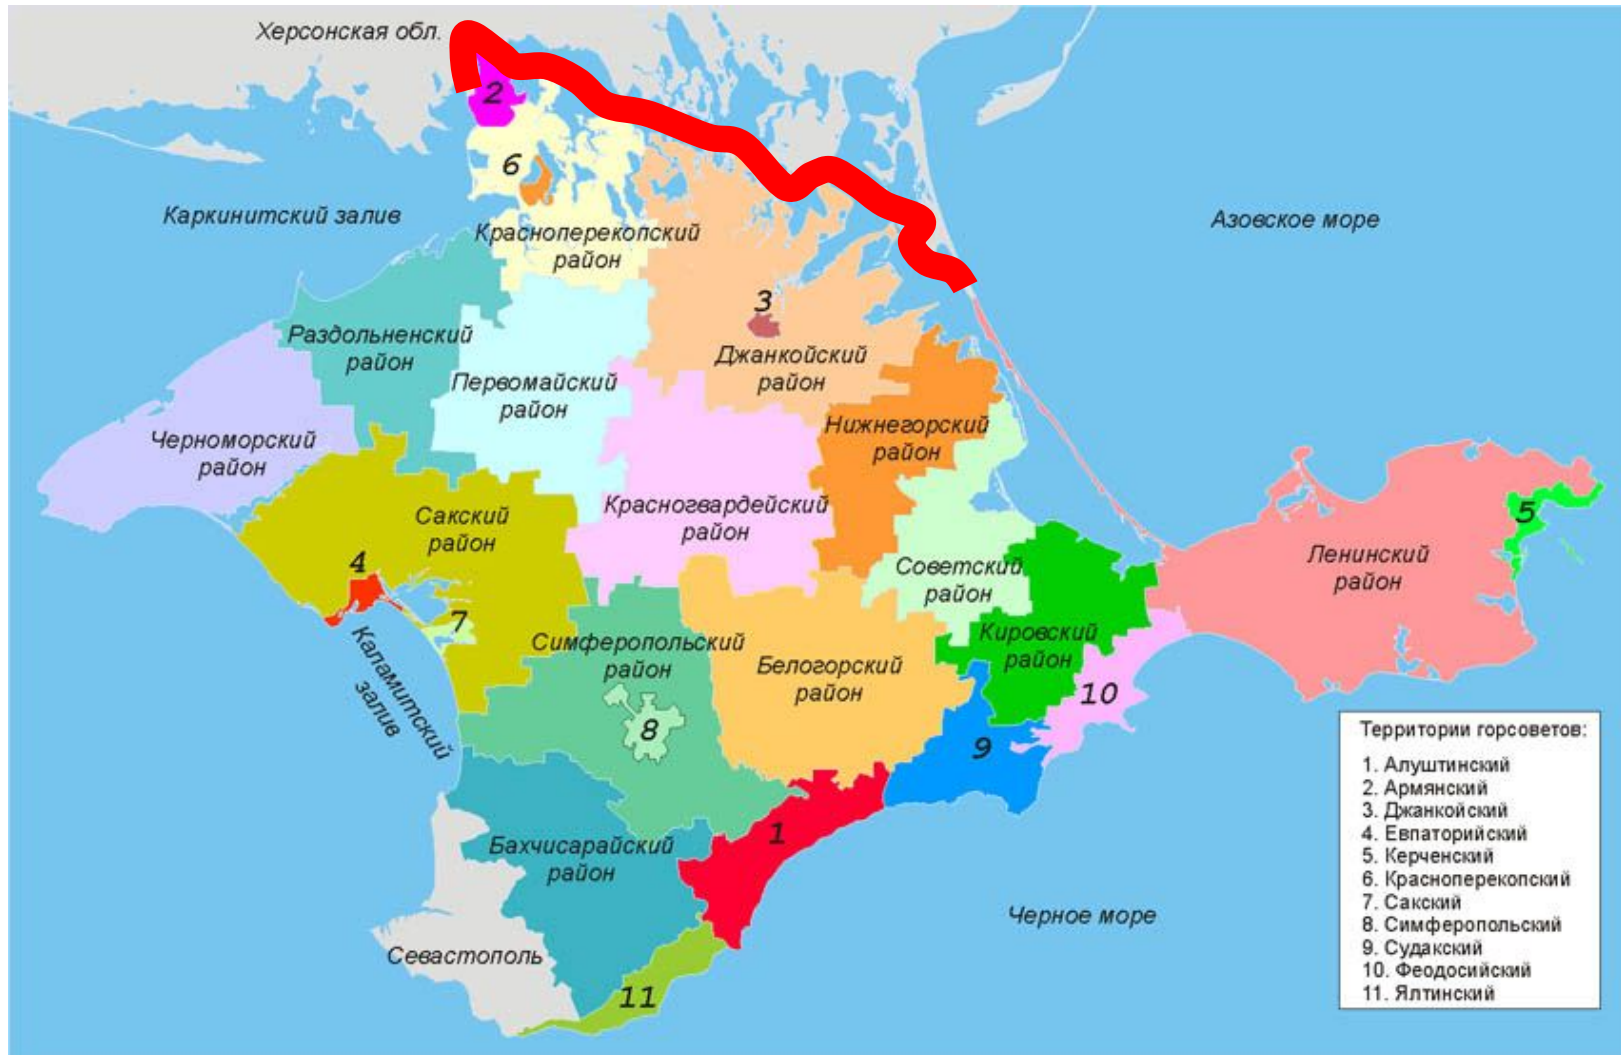 Херсонская обл.
2
6
Каркинитский залив
Азовское море
Красноперекопский
район
3
Раздольненский
район
Джанкойский
район
Первомайский
район
Черноморский
район
Нижнегорский
район
Сакский
район
Красногвардейский
район
5
4
Ленинский
район
Советский
район
7
Каламитский
залив
Симферопольский
район
Кировский
район
Белогорский
район
10
8
9
Территории горсоветов:
1. Алуштинский
2. Армянский
3. Джанкойский
4. Евпаторийский
5. Керченский
6. Красноперекопский
7. Сакский
8. Симферопольский
9. Судакский
10. Феодосийский
11. Ялтинский
1
Бахчисарайский
район
Черное море
Севастополь
11